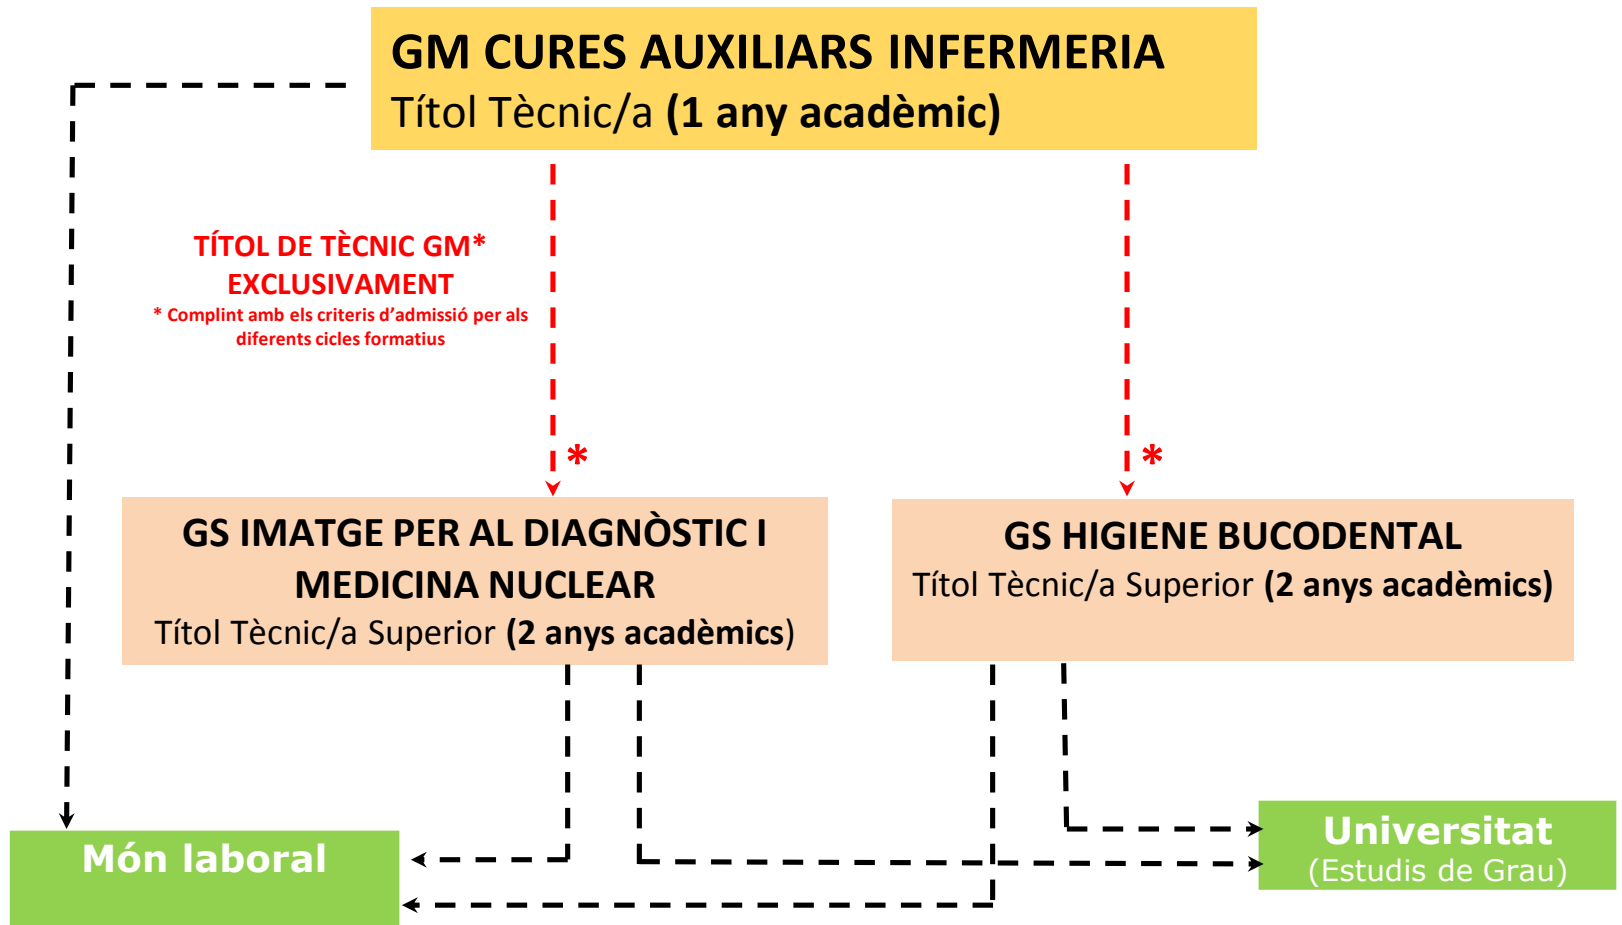 GM CURES AUXILIARS INFERMERIA
Títol Tècnic/a (1 any acadèmic)
TÍTOL DE TÈCNIC GM*
EXCLUSIVAMENT
* Complint amb els criteris d’admissió per als
diferents cicles formatius
*
*
GS IMATGE PER AL DIAGNÒSTIC I
MEDICINA NUCLEAR
Títol Tècnic/a Superior (2 anys acadèmics)
GS HIGIENE BUCODENTAL
Títol Tècnic/a Superior (2 anys acadèmics)
Món laboral
Universitat
(Estudis de Grau)